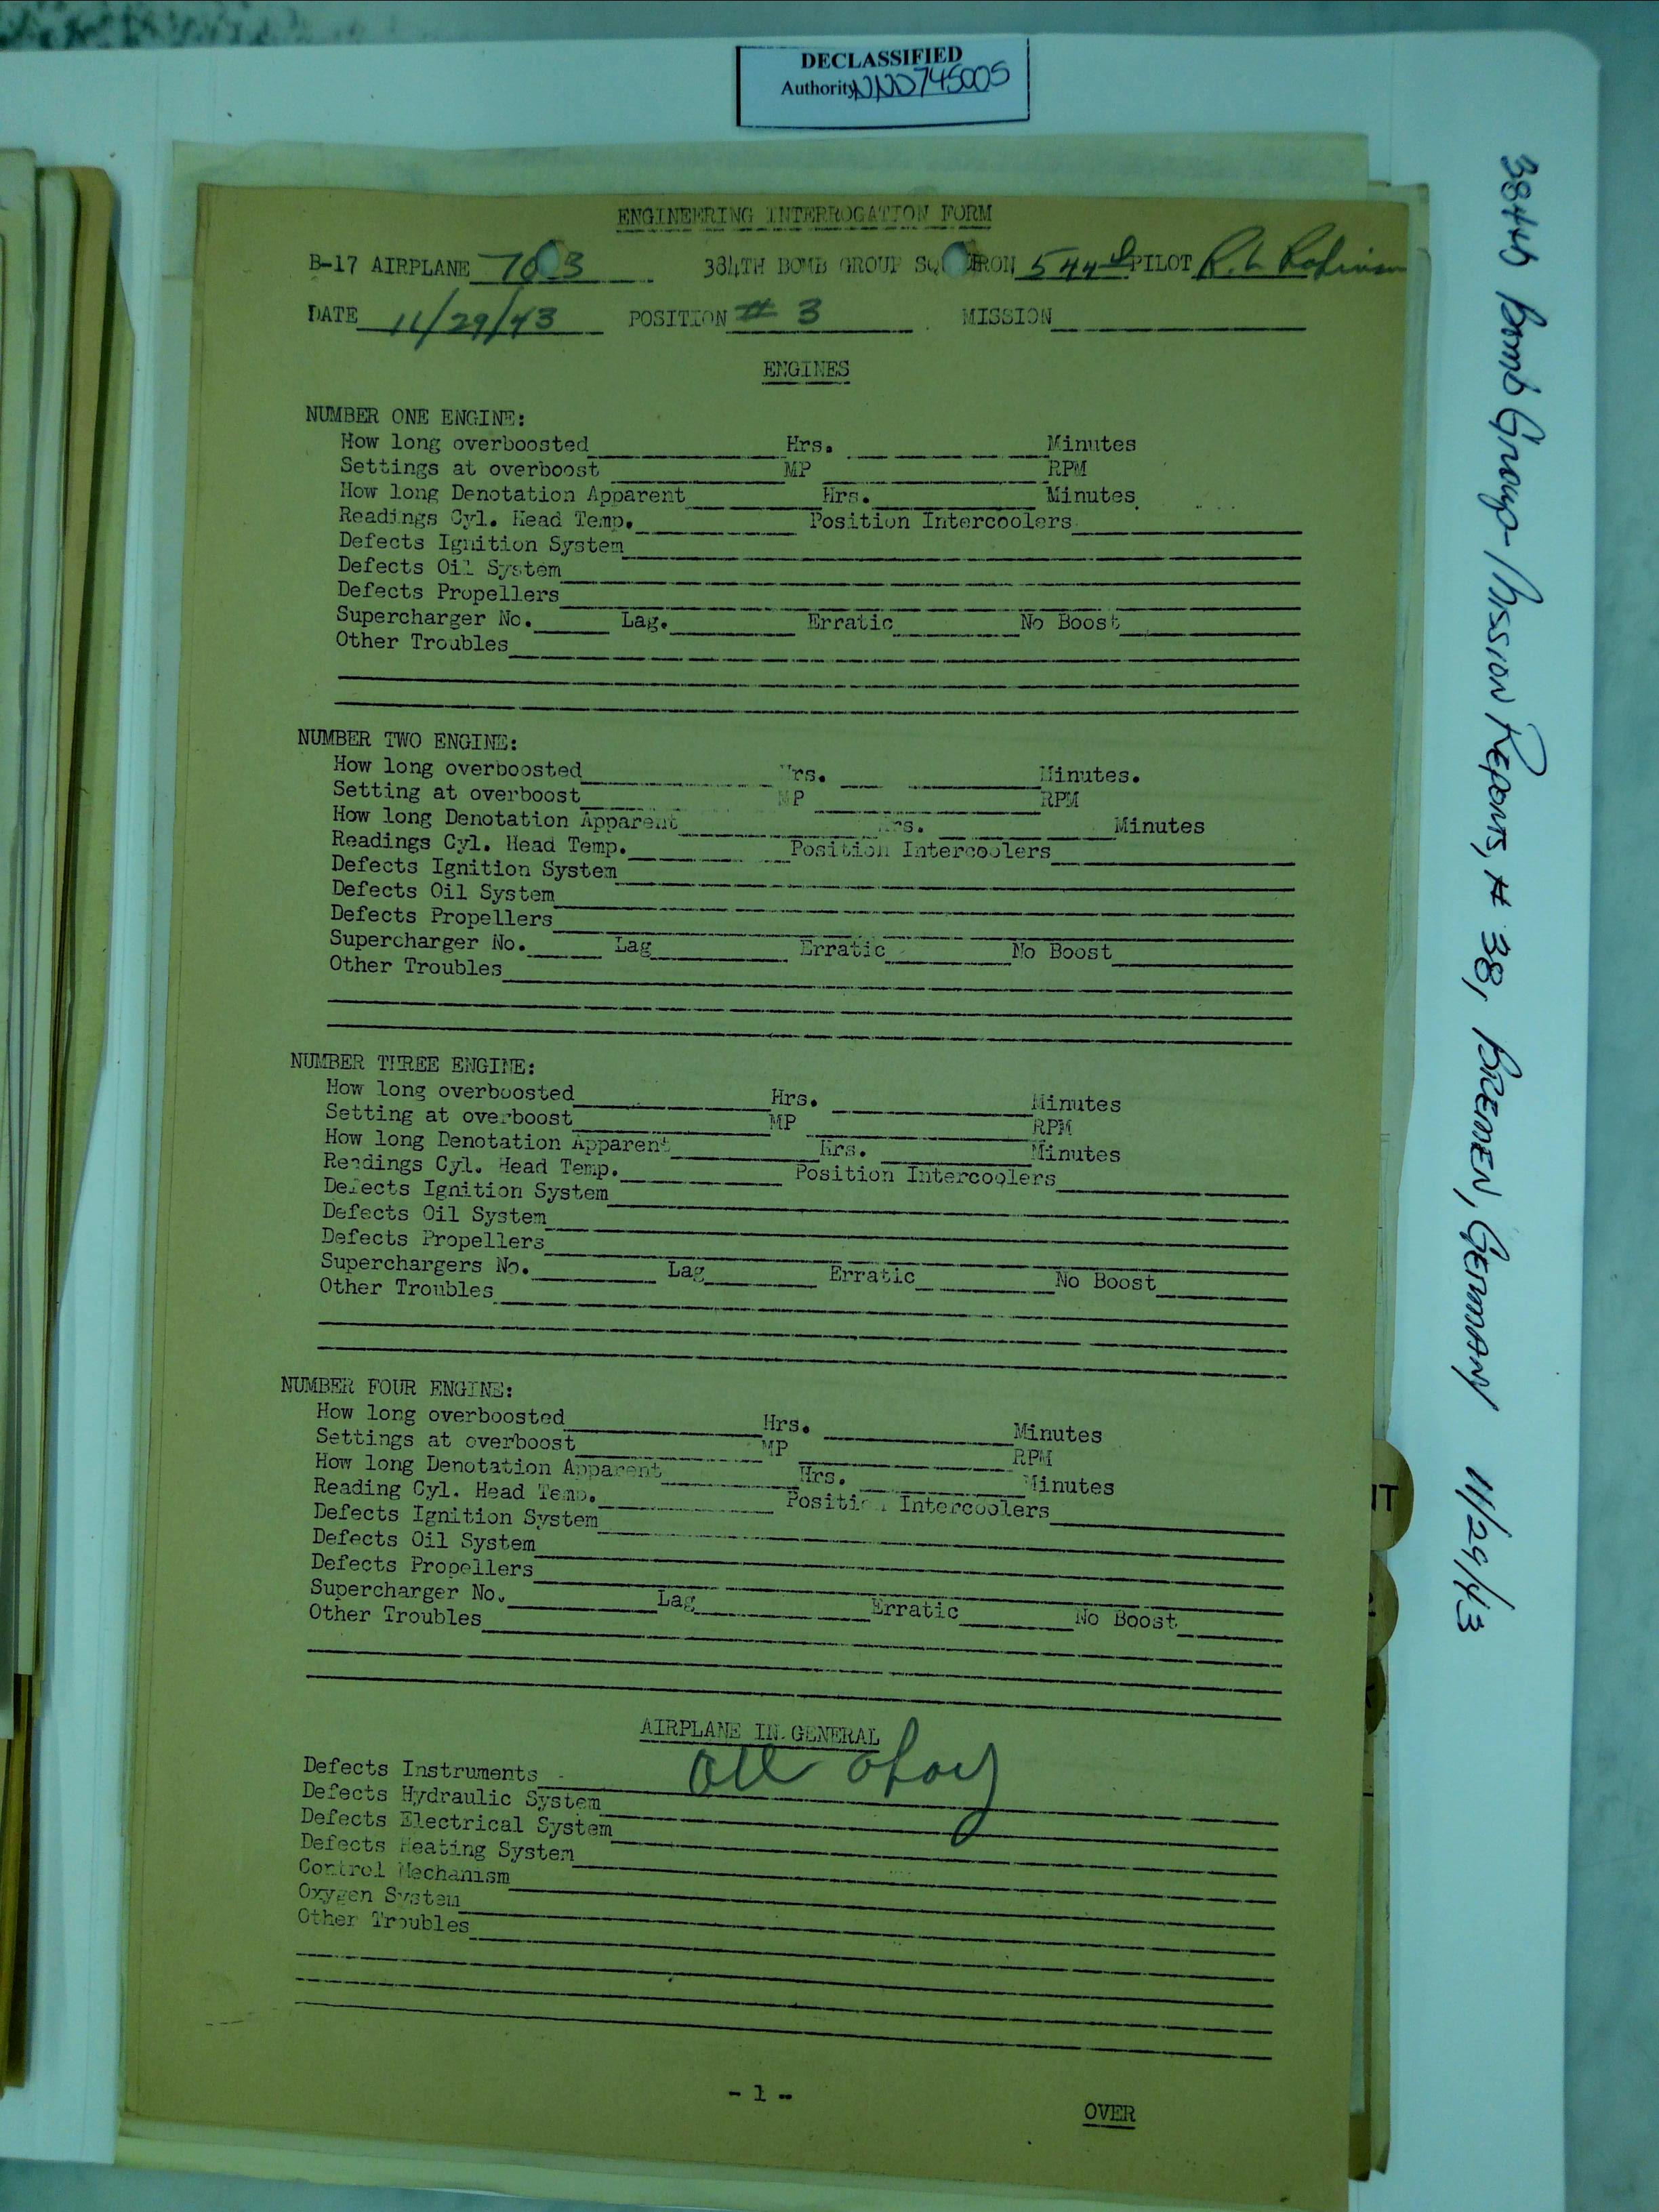 DECLASSIFIED
Authority NND745005
ENGINEERING INTERROGATION FORM
B-17 AIRPLANE 7 3 384TH BOMB GROUP SQ RON 544 PILOT R.L. Robinson
DATE 11/29/43 POSITION # 3 MISSION
ENGINES
NUMBER ONE ENGINE:
How long overboosted Hrs. Minutes
Settings at overboost MP RPM
How long Denotation Apparent Hrs. Minutes.
Readings Cyl. Head Temp. Position Intercoolers
Defects Ignition System
Defects Oil System
Defects Propellers
Supercharger No. Lag. Erratic No Boost
Other Troubles
NUMBER TWO ENGINE:
How long overboosted Hrs. Minutes.
Setting at overboost MP RPM
How long Denotation Apparent Hrs. Minutes
Readings Cyl. Head Temp. Position Intercoolers
Defects Ignition System
Defects Oil System
Defects Propellers
Supercharger No. Lag Erratic No Boost
Other Troubles
NUMBER THREE ENGINE:
How long overboosted Hrs. Minutes
Setting at overboost MP RPM
How long Denotation Apparent Hrs. Minutes
Readings Cyl. Head Temp. Position Intercoolers
Defects Ignition System
Defects Oil System
Defects Propellers
Superchargers No. Lag Erratic No Boost
Other Troubles
NUMBER FOUR ENGINE:
How long overboosted Hrs. Minutes
Settings at overboost MP RPM
How long Denotation Apparent Hrs. Minutes
Reading Cyl. Head Temp. Position Intercoolers
Defects Ignition System
Defects Oil System
Defects Propellers
Supercharger No. Lag Erratic No Boost
Other Troubles
AIRPLANE IN GENERAL
Defects Instruments All okay
Defects Hydraulic System
Defects Electrical System
Defects Heating System
Control Mechanism
Oxygen System
Other Troubles
- 1 -
OVER
384th Bomb Group - Mission Reports, # 38, BREMEN, GERMANY 11/29/43